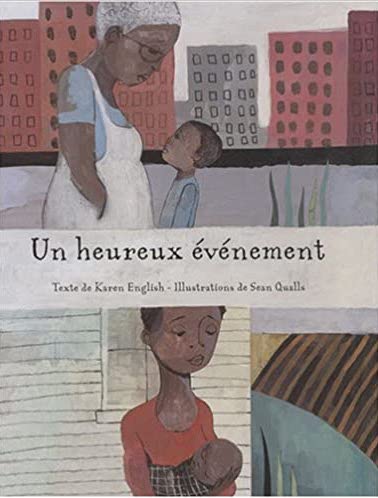 Un heureux événement
Texte de Karen English - Illustrations de Sean Qualls